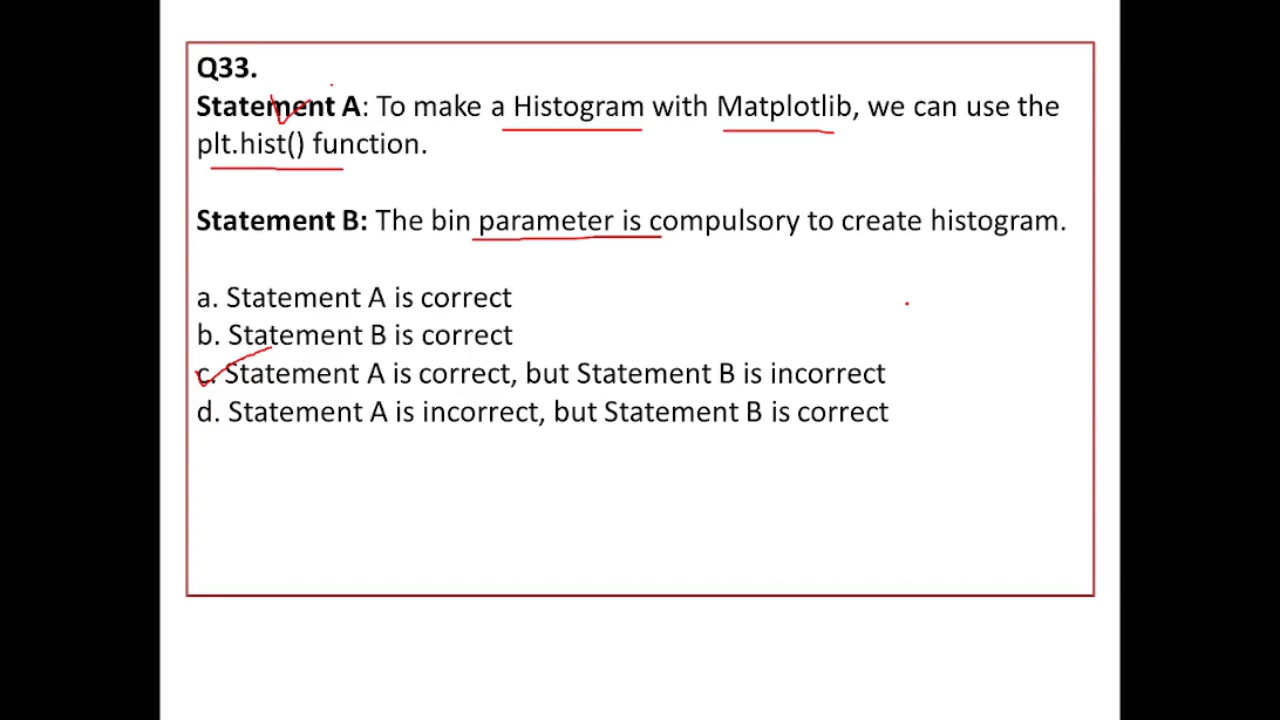 Q33.
Statement A: To make a Histogram with Matplotlib, we can use the
plt.hist() function.
Statement B: The bin parameter is compulsory to create histogram.
a. Statement A is correct
b. Statement B is correct
c. Statement A is correct, but Statement B is incorrect
d. Statement A is incorrect, but Statement B is correct